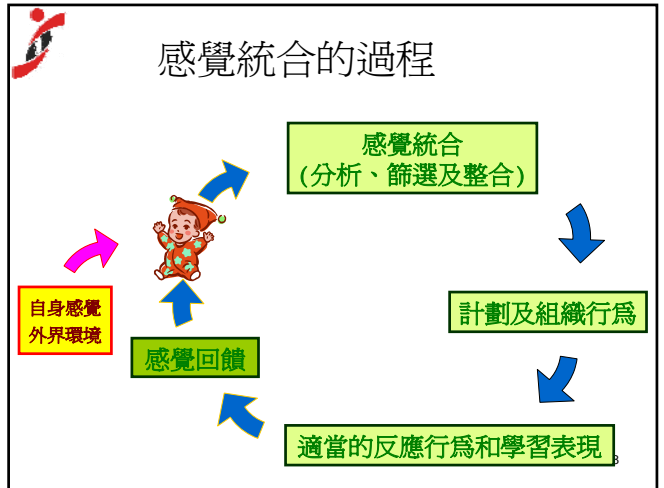 感覺統合的過程
感覺統合
(分析、篩選及整合)
計劃及組織行為
適當的反應行為和學習表現
感覺回饋
自身感覺
外界環境